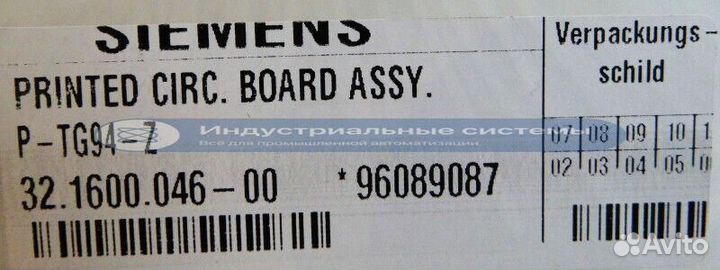 SIEMENS
PRINTED CIRC. BOARD ASSY.
P-TG94-Z
32.1600.046-00 *96089087
Verpackungs-
schild
07 08 09 10 1
02 03 04 05 0
Индустриальные системы
Всё для промышленной автоматизации
Avito